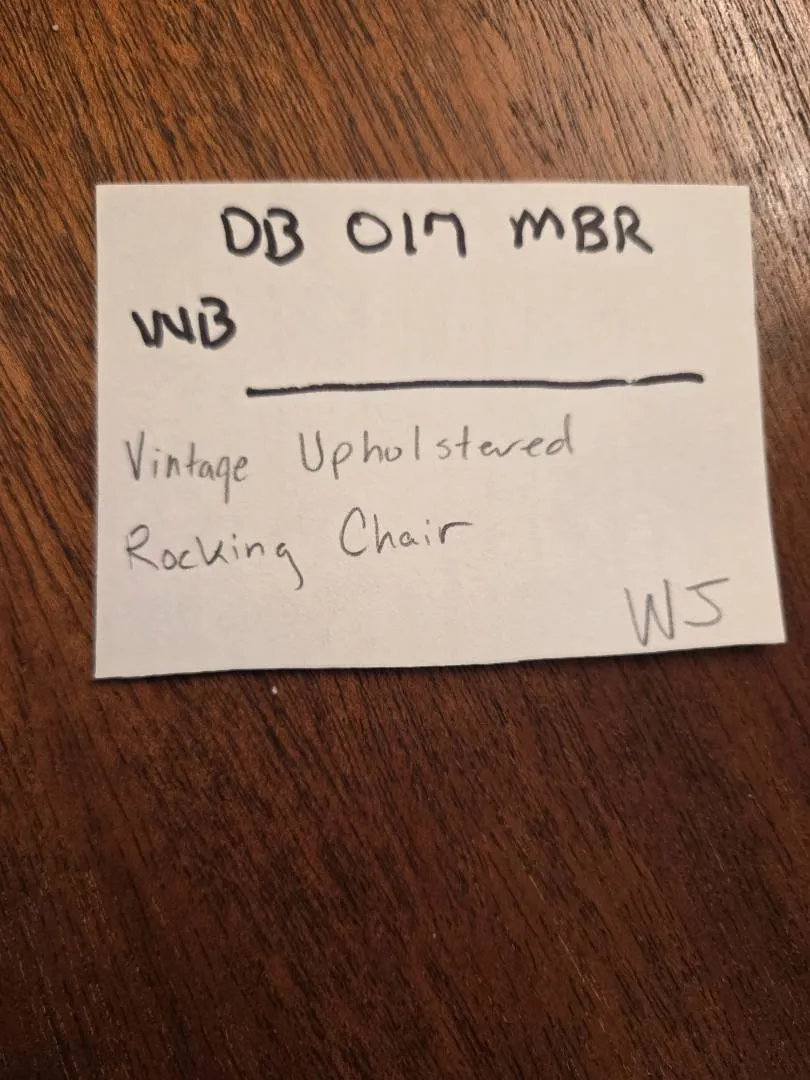 DB 017 MBR
WB
Vintage Upholstered
Rocking Chair
WJ